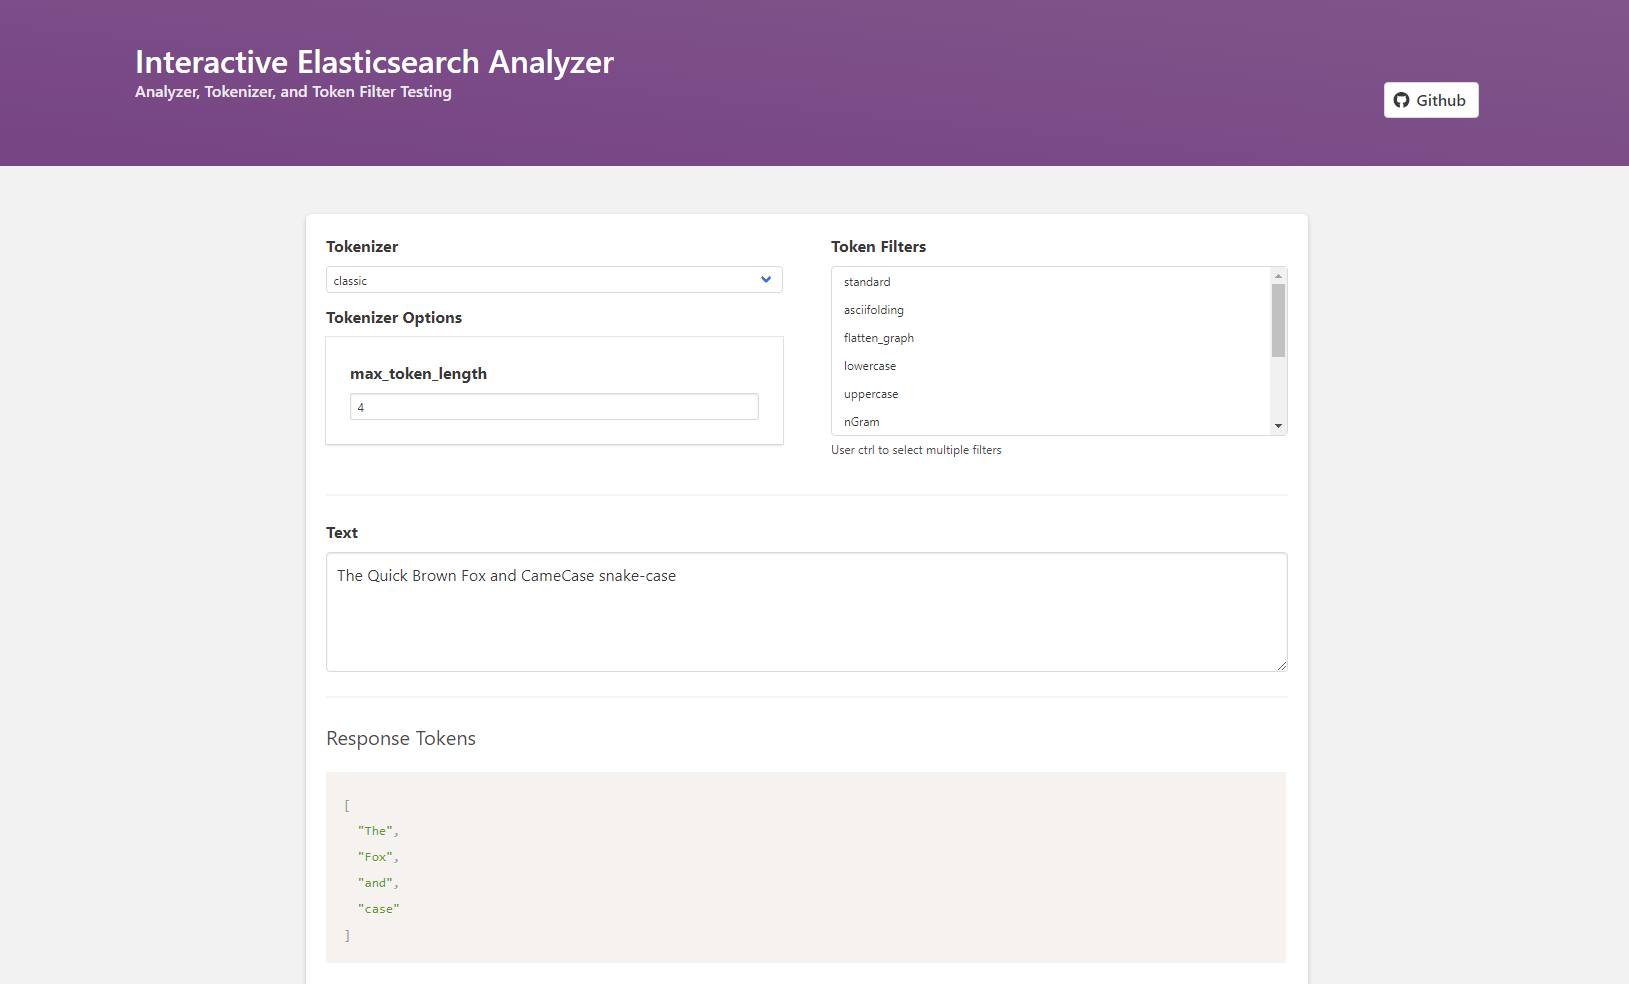 Interactive Elasticsearch Analyzer
Analyzer, Tokenizer, and Token Filter Testing
Github
Tokenizer
classic
Tokenizer Options
max_token_length
4
Token Filters
standard
asciifolding
flatten_graph
lowercase
uppercase
nGram
User ctrl to select multiple filters
Text
The Quick Brown Fox and CameCase snake-case
Response Tokens
[
"The",
"Fox",
"and",
"case"
]